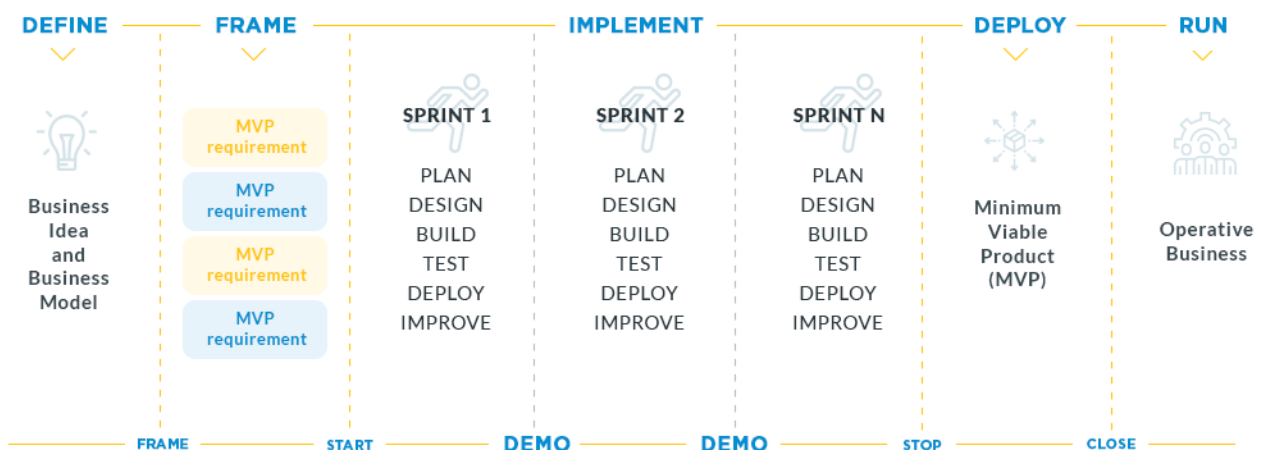 DEFINE
FRAME
IMPLEMENT
DEPLOY
RUN
Business
Idea
and
Business
Model
MVP
requirement
MVP
requirement
MVP
requirement
MVP
requirement
SPRINT 1
PLAN
DESIGN
BUILD
TEST
DEPLOY
IMPROVE
SPRINT 2
PLAN
DESIGN
BUILD
TEST
DEPLOY
IMPROVE
SPRINT N
PLAN
DESIGN
BUILD
TEST
DEPLOY
IMPROVE
Minimum
Viable
Product
(MVP)
Operative
Business
FRAME
START
DEMO
DEMO
STOP
CLOSE